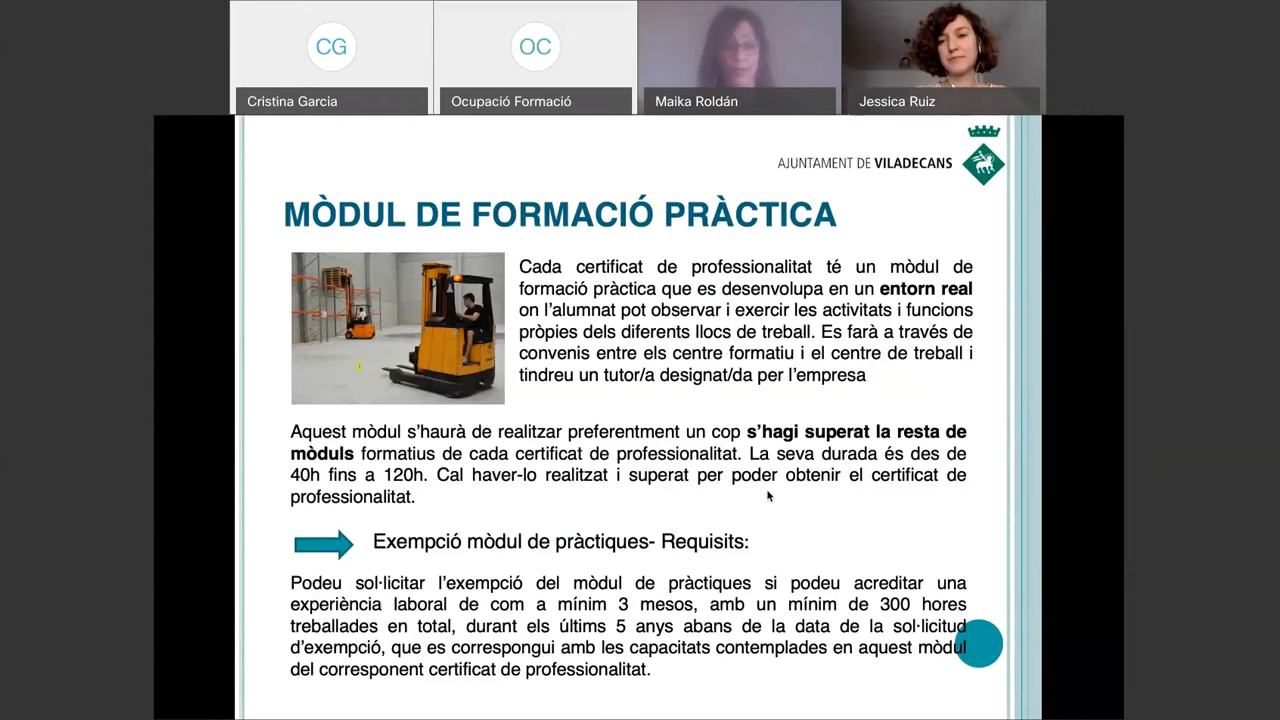 CG
OC
Cristina Garcia
Ocupació Formació
Maika Roldán
Jessica Ruiz
AJUNTAMENT DE VILADECANS
MÒDUL DE FORMACIÓ PRÀCTICA
Cada certificat de professionalitat té un mòdul de
formació pràctica que es desenvolupa en un entorn real
on l'alumnat pot observar i exercir les activitats i funcions
pròpies dels diferents llocs de treball. Es farà a través de
convenis entre els centre formatiu i el centre de treball i
tindreu un tutor/a designat/da per l'empresa
Aquest mòdul s'haurà de realitzar preferentment un cop s'hagi superat la resta de
mòduls formatius de cada certificat de professionalitat. La seva durada és des de
40h fins a 120h. Cal haver-lo realitzat i superat per poder obtenir el certificat de
professionalitat.
Exempció mòdul de pràctiques- Requisits:
Podeu sol·licitar l'exempció del mòdul de pràctiques si podeu acreditar una
experiència laboral de com a mínim 3 mesos, amb un mínim de 300 hores
treballades en total, durant els últims 5 anys abans de la data de la sol·licitud
d'exempció, que es correspongui amb les capacitats contemplades en aquest mòdul
del corresponent certificat de professionalitat.